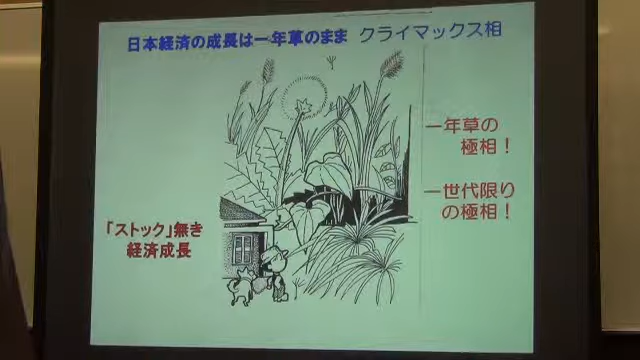 日本経済の成長は一年草のまま クライマックス相
一年草の
極相！
一世代限り
の極相！
「ストック」無き
経済成長